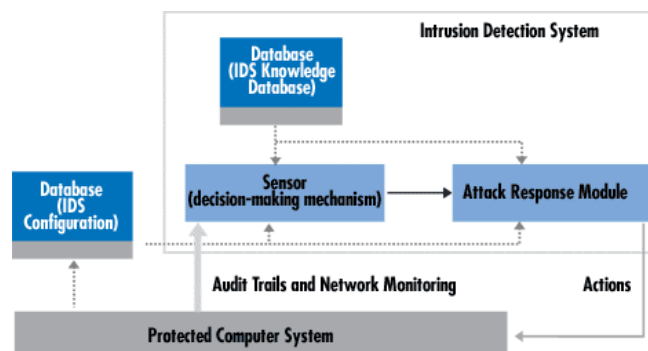 Intrusion Detection System
Database
(IDS Knowledge
Database)
Sensor
(decision-making mechanism)
Attack Response Module
Database
(IDS
Configuration)
Audit Trails and Network Monitoring
Actions
Protected Computer System